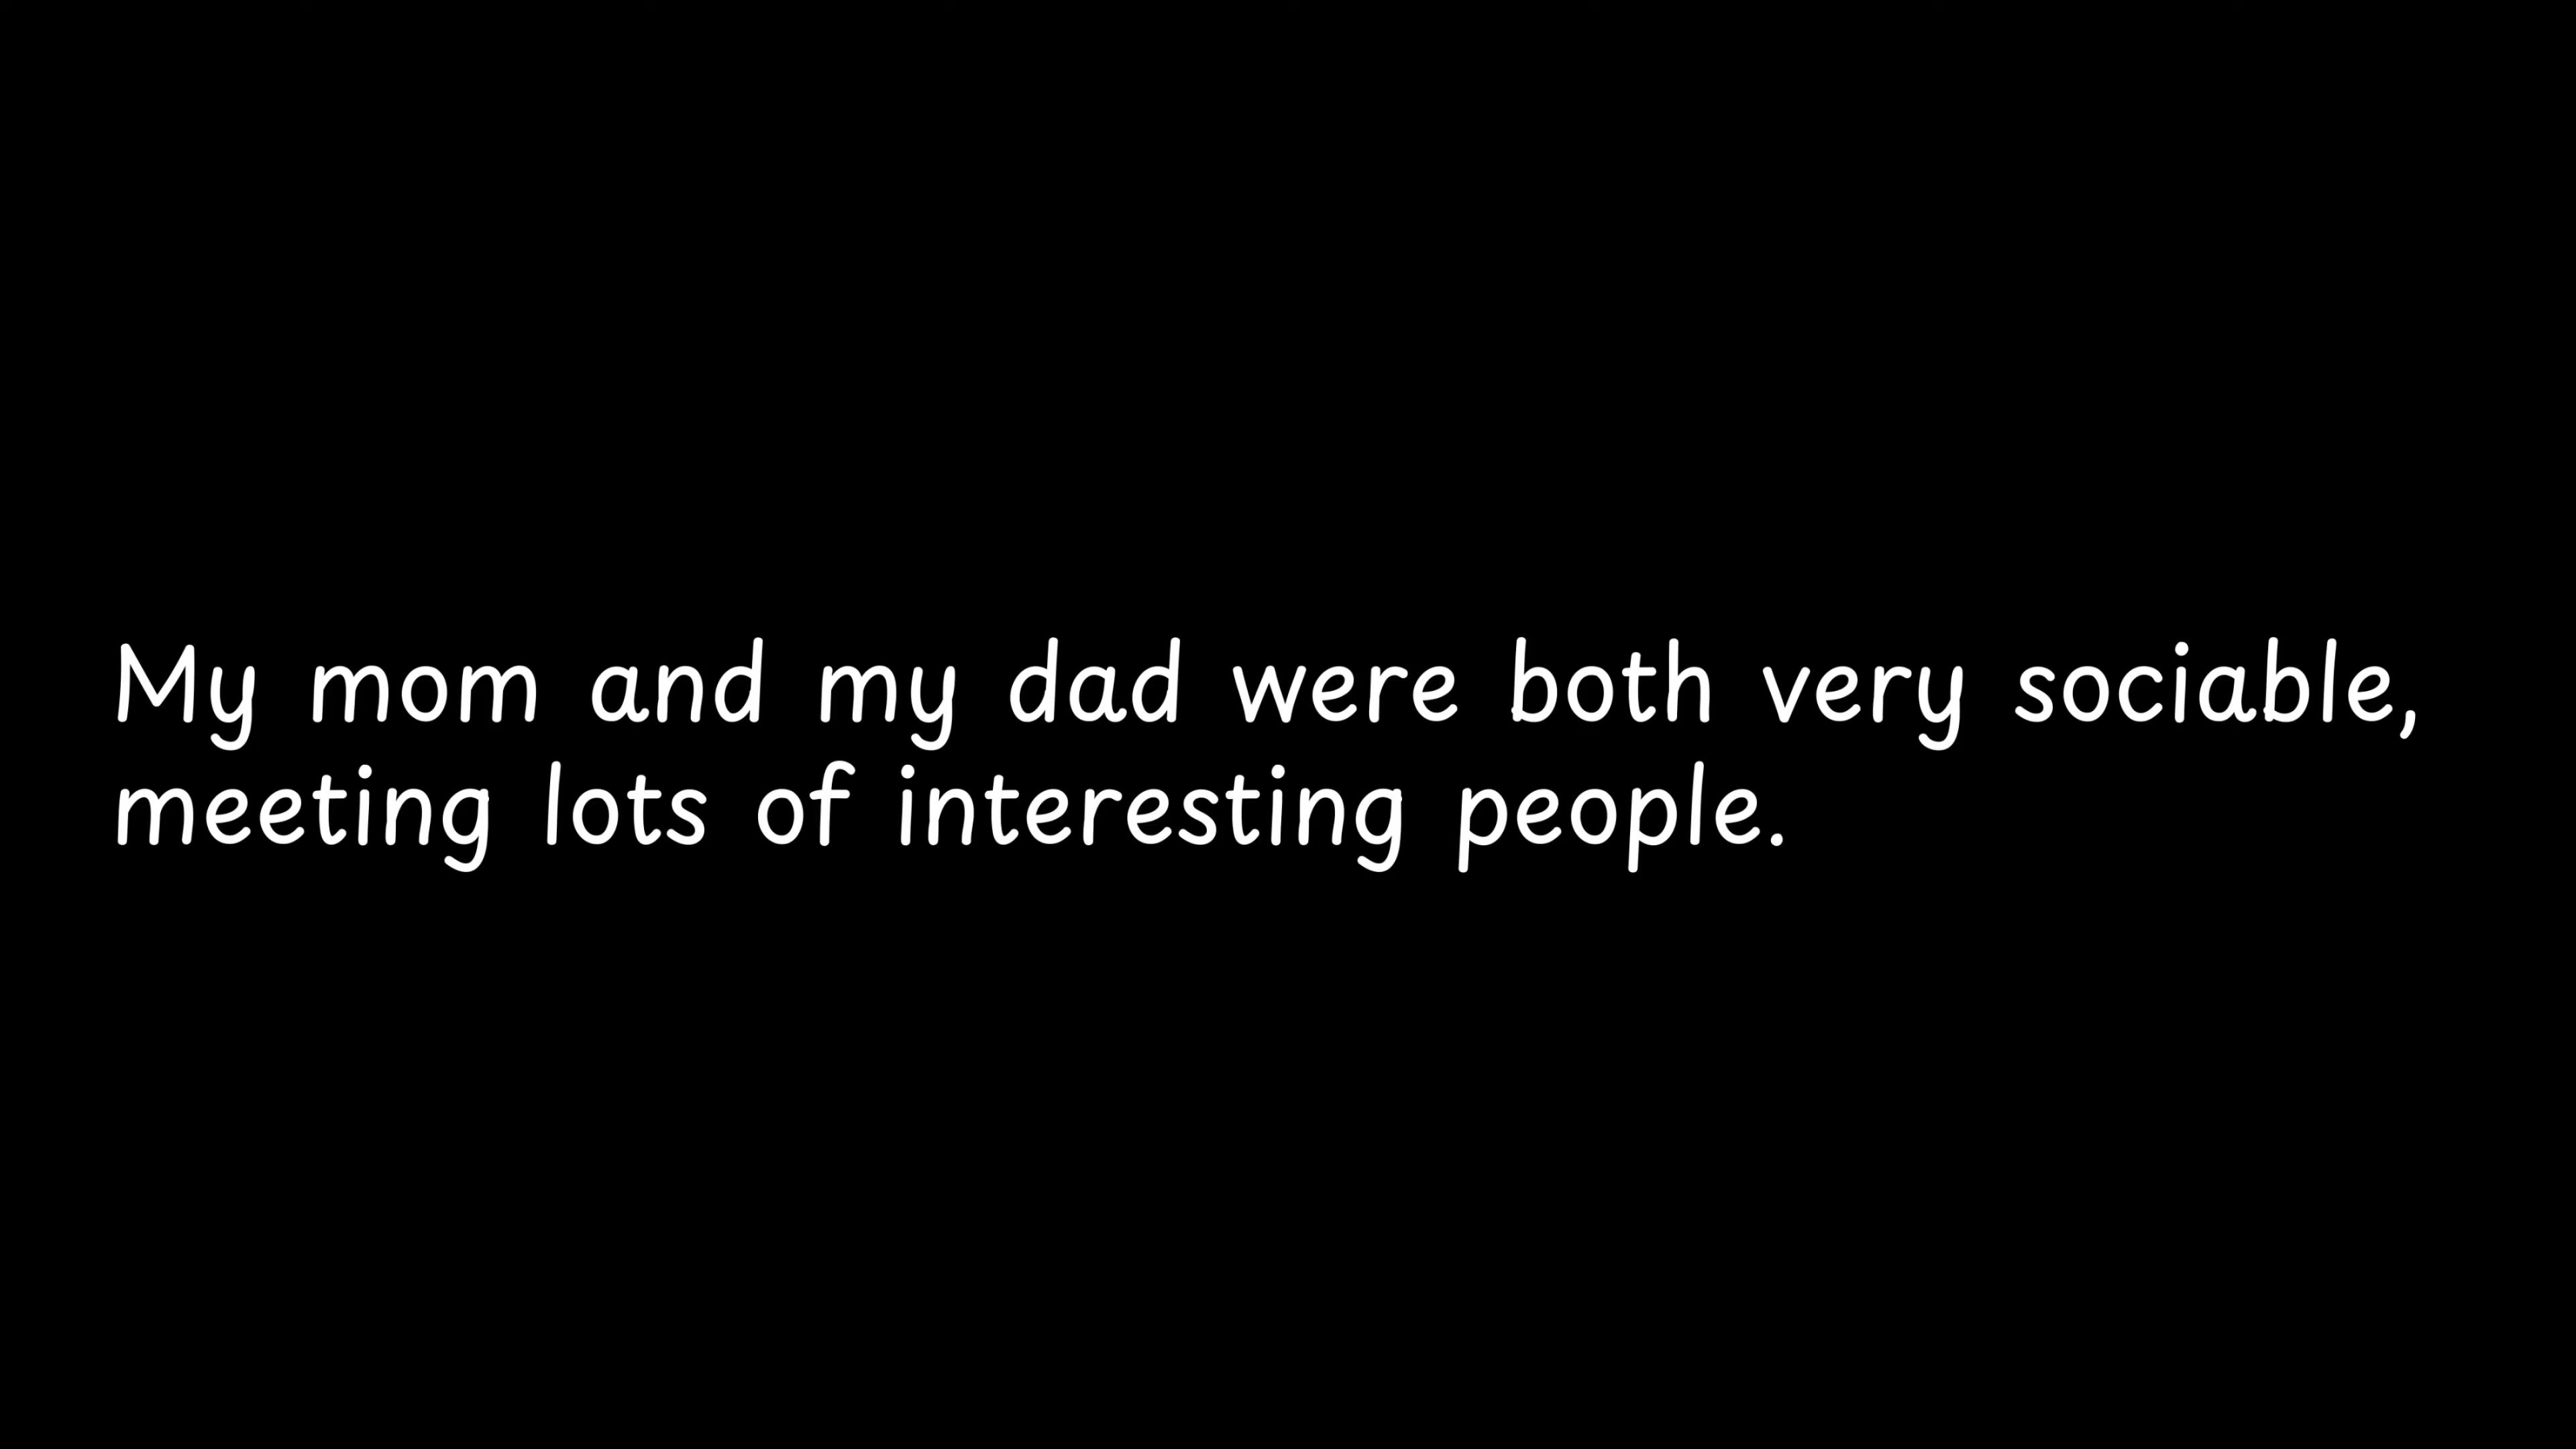 My mom and my dad were both very sociable,
meeting lots of interesting people.